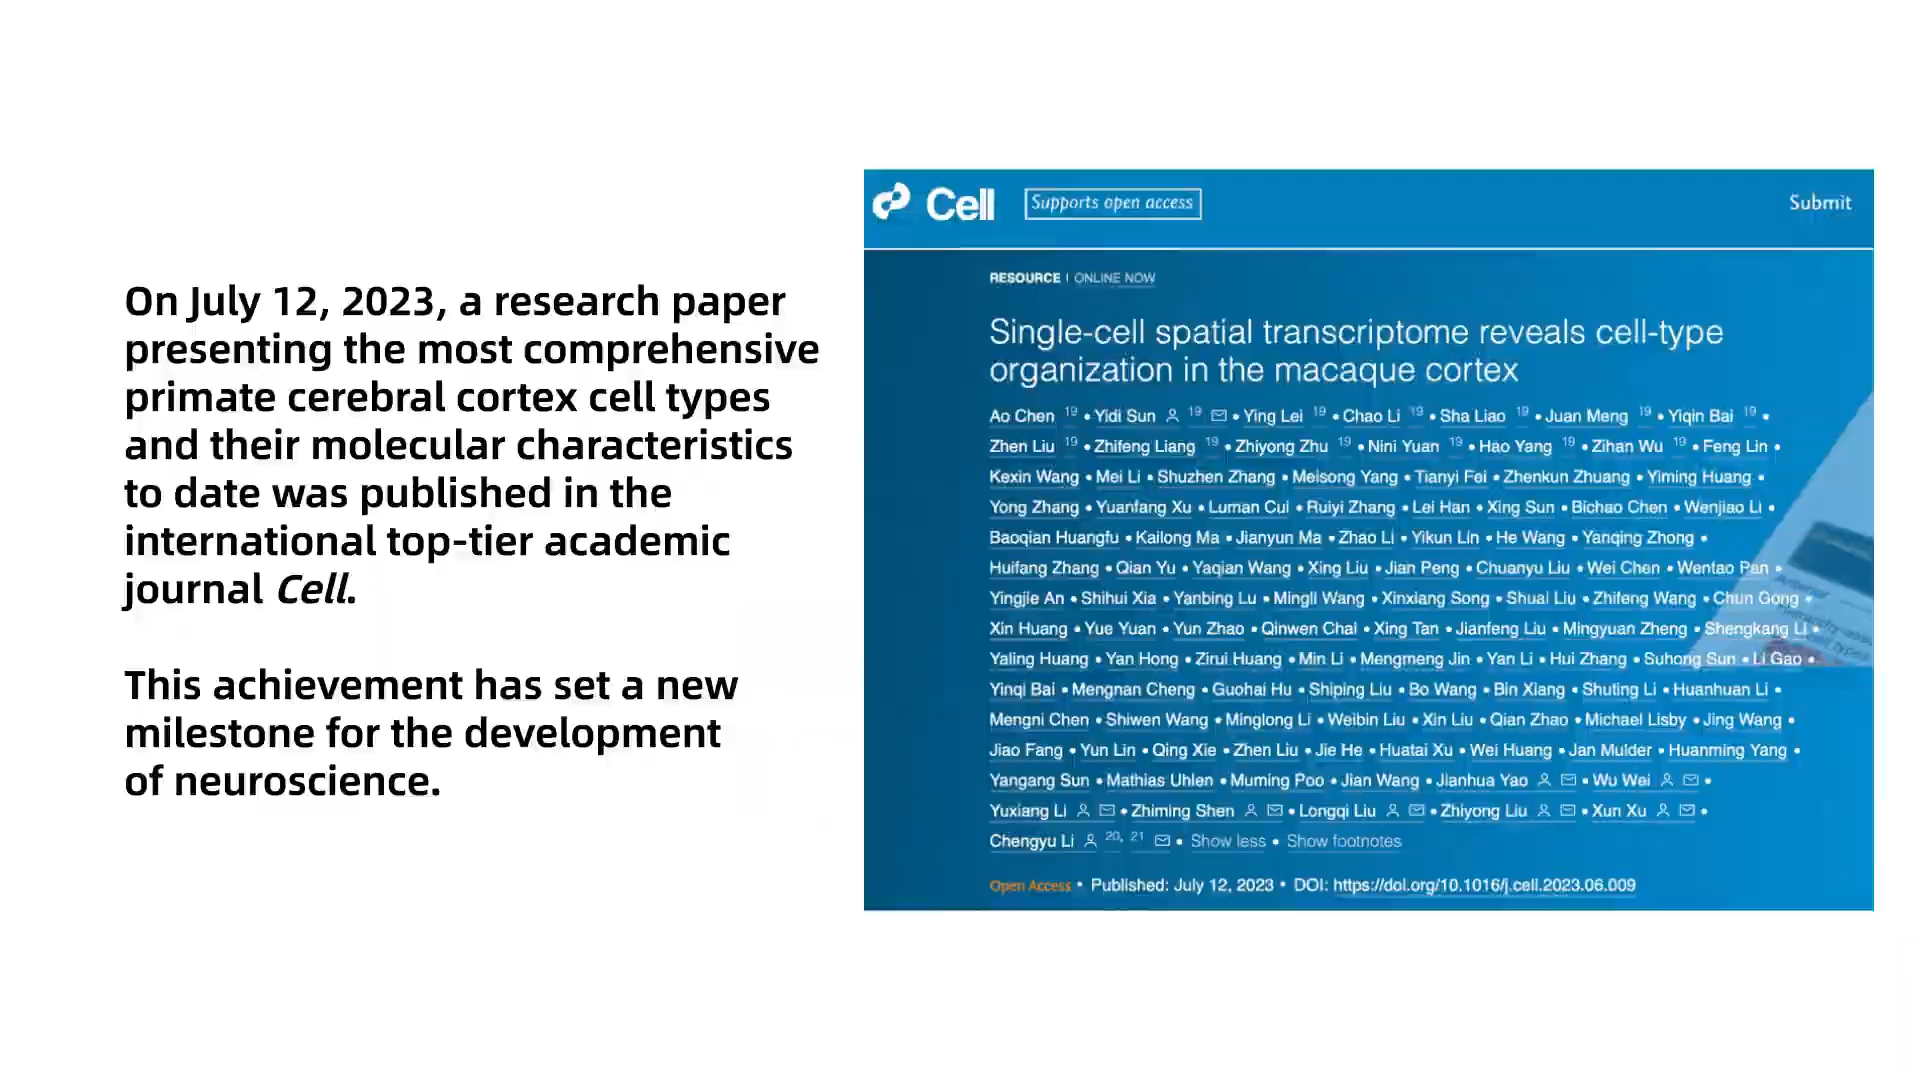 On July 12, 2023, a research paper
presenting the most comprehensive
primate cerebral cortex cell types
and their molecular characteristics
to date was published in the
international top-tier academic
journal Cell.
This achievement has set a new
milestone for the development
of neuroscience.
Cell Supports open access Submit
RESOURCE | ONLINE NOW
Single-cell spatial transcriptome reveals cell-type
organization in the macaque cortex
Ao Chen 19 • Yidi Sun 19 • Ying Lei 19 • Chao Li 19 • Sha Liao 19 • Juan Meng 19 • Yiqin Bai 19 •
Zhen Liu 19 • Zhifeng Liang 19 • Zhiyong Zhu 19 • Nini Yuan 19 • Hao Yang 19 • Zihan Wu 19 • Feng Lin •
Kexin Wang • Mei Li • Shuzhen Zhang • Meisong Yang • Tianyi Fei • Zhenkun Zhuang • Yiming Huang •
Yong Zhang • Yuanfang Xu • Luman Cui • Ruiyi Zhang • Lei Han • Xing Sun • Bichao Chen • Wenjiao Li •
Baoqian Huangfu • Kailong Ma • Jianyun Ma • Zhao Li • Yikun Lin • He Wang • Yanqing Zhong •
Huifang Zhang • Qian Yu • Yaqian Wang • Xing Liu • Jian Peng • Chuanyu Liu • Wei Chen • Wentao Pan •
Yingjie An • Shihui Xia • Yanbing Lu • Mingli Wang • Xinxiang Song • Shuai Liu • Zhifeng Wang • Chun Gong •
Xin Huang • Yue Yuan • Yun Zhao • Qinwen Chai • Xing Tan • Jianfeng Liu • Mingyuan Zheng • Shengkang Li •
Yaling Huang • Yan Hong • Zirui Huang • Min Li • Mengmeng Jin • Yan Li • Hui Zhang • Suhong Sun • Li Gao •
Yinqi Bai • Mengnan Cheng • Guohai Hu • Shiping Liu • Bo Wang • Bin Xiang • Shuting Li • Huanhuan Li •
Mengni Chen • Shiwen Wang • Minglong Li • Weibin Liu • Xin Liu • Qian Zhao • Michael Lisby • Jing Wang •
Jiao Fang • Yun Lin • Qing Xie • Zhen Liu • Jie He • Huatai Xu • Wei Huang • Jan Mulder • Huanming Yang •
Yangang Sun • Mathias Uhlen • Muming Poo • Jian Wang • Jianhua Yao • Wu Wei •
Yuxiang Li • Zhiming Shen • Longqi Liu • Zhiyong Liu • Xun Xu •
Chengyu Li 20, 21 • Show less • Show footnotes
Open Access • Published: July 12, 2023 • DOI: https://doi.org/10.1016/j.cell.2023.06.009